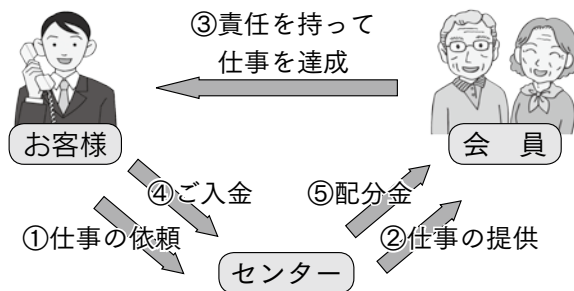 ③責任を持って
仕事を達成
お客様
会　員
④ご入金
⑤配分金
①仕事の依頼
②仕事の提供
センター